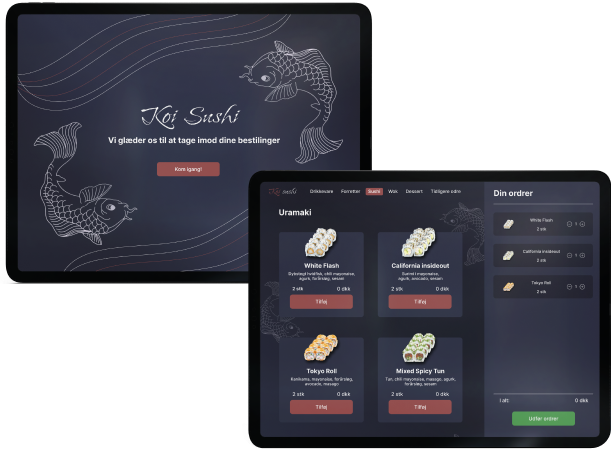 Koi Sushi
Vi glæder os til at tage imod dine bestilinger
Kom igang!
Koi Sushi
Drikkevare Forretter Sushi Wok Dessert Tidligere odre
Uramaki
White Flash
Stykstegt hvidfisk, chili mayonaise,
agurk, forårsløg, sesam
2 stk 0 dkk
Tilføj
California insideout
Surimi i mayonaise,
agurk, avocado, sesam
2 stk 0 dkk
Tilføj
Tokyo Roll
Kanikama, mayonaise, forårsløg,
avocado, masago
2 stk 0 dkk
Tilføj
Mixed Spicy Tun
Tun, chili mayonaise, masago, agurk,
forårsløg, sesam
2 stk 0 dkk
Tilføj
Din ordrer
White Flash
2 stk
1
California insideout
2 stk
1
Tokyo Roll
2 stk
1
I alt: 0 dkk
Udfør ordrer